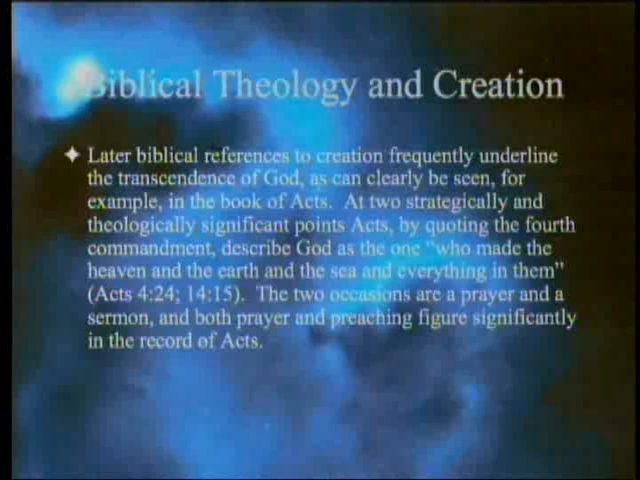 Biblical Theology and Creation
Later biblical references to creation frequently underline
the transcendence of God, as can clearly be seen, for
example, in the book of Acts. At two strategically and
theologically significant points Acts, by quoting the fourth
commandment, describe God as the one “who made the
heaven and the earth and the sea and everything in them”
(Acts 4:24; 14:15). The two occasions are a prayer and a
sermon, and both prayer and preaching figure significantly
in the record of Acts.